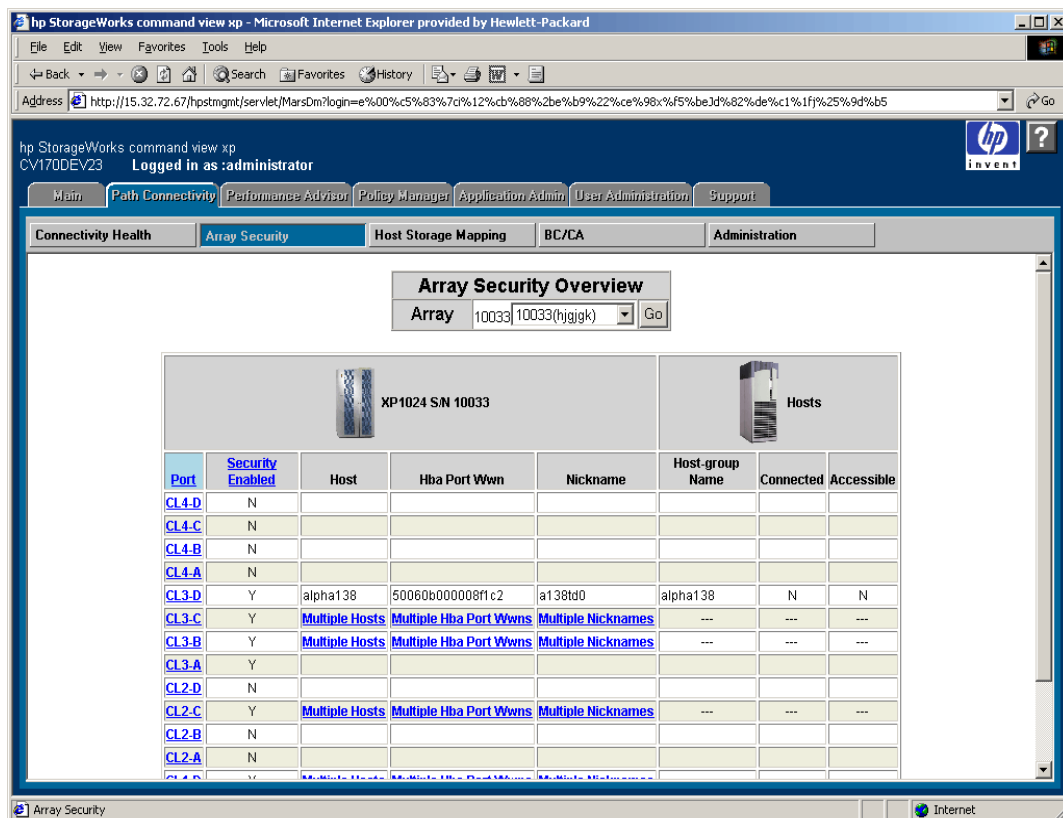 hp StorageWorks command view xp - Microsoft Internet Explorer provided by Hewlett-Packard
File Edit View Favorites Tools Help
Back Search Favorites History
Address http://15.32.72.67/hpstmgmt/servlet/MarsDm?login=e%00%c5%83%7ci%12%cb%88%2be%b9%22%ce%98x%f5%beJd%82%de%c1%1fj%25%9d%b5 Go
hp StorageWorks command view xp
CV170DEV23 Logged in as :administrator
hp
invent
?
Main Path Connectivity Performance Advisor Policy Manager Application Admin User Administration Support
Connectivity Health Array Security Host Storage Mapping BC/CA Administration
Array Security Overview
Array 10033 10033(hjgjgk) Go
XP1024 S/N 10033 Hosts
Port Security Enabled Host Hba Port Wwn Nickname Host-group Name Connected Accessible
CL4-D N
CL4-C N
CL4-B N
CL4-A N
CL3-D Y alpha138 50060b000008f1c2 a138td0 alpha138 N N
CL3-C Y Multiple Hosts Multiple Hba Port Wwns Multiple Nicknames --- --- ---
CL3-B Y Multiple Hosts Multiple Hba Port Wwns Multiple Nicknames --- --- ---
CL3-A Y
CL2-D N
CL2-C Y Multiple Hosts Multiple Hba Port Wwns Multiple Nicknames --- --- ---
CL2-B N
CL2-A N
Array Security Internet